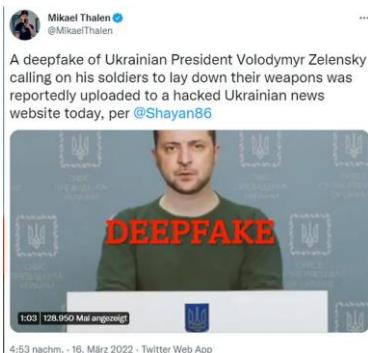 Mikael Thalen
@MikaelThalen
A deepfake of Ukrainian President Volodymyr Zelensky
calling on his soldiers to lay down their weapons was
reportedly uploaded to a hacked Ukrainian news
website today, per @Shayan86
DEEPFAKE
1:03 128.950 Mal angezeigt
4:53 nachm. · 16. März 2022 · Twitter Web App